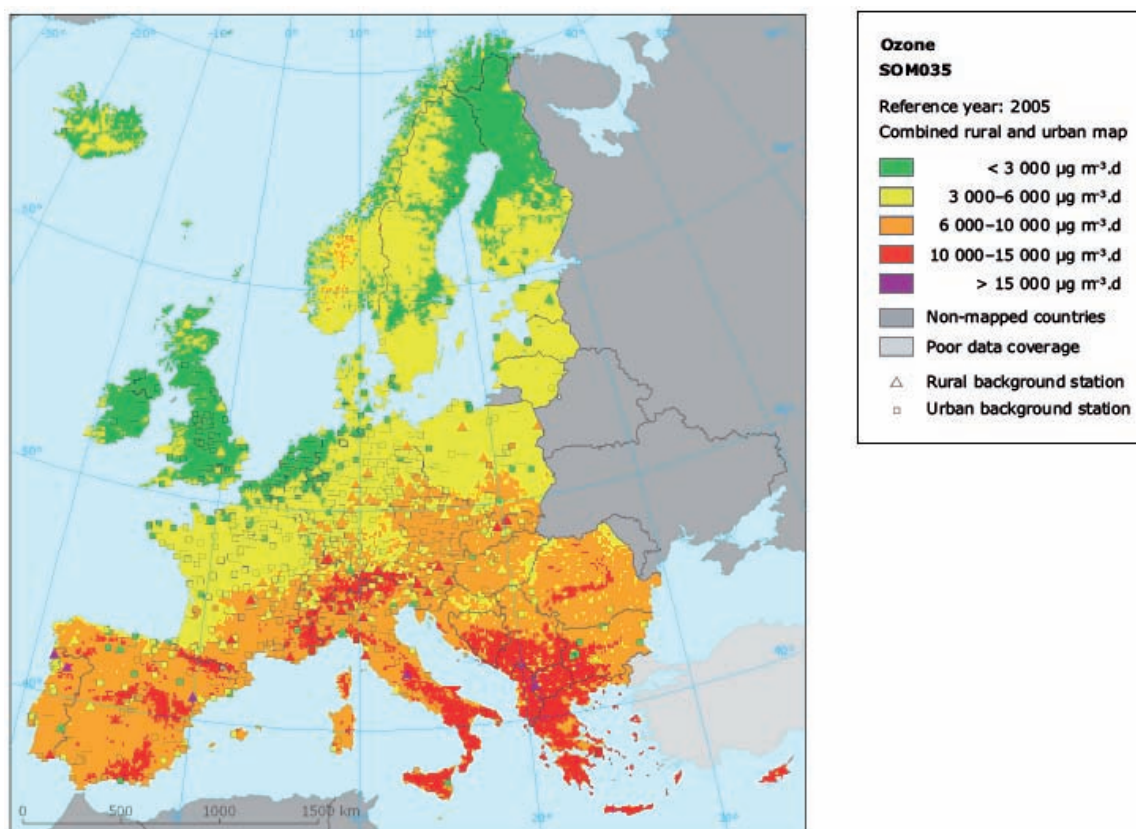 -30° -20° -10° 0° 10° 20° 30°
50°
40°
40°
0 500 1000 1500 km
20° 30°
Ozone
SOM035
Reference year: 2005
Combined rural and urban map
< 3 000 µg m⁻³.d
3 000–6 000 µg m⁻³.d
6 000–10 000 µg m⁻³.d
10 000–15 000 µg m⁻³.d
> 15 000 µg m⁻³.d
Non-mapped countries
Poor data coverage
Rural background station
Urban background station